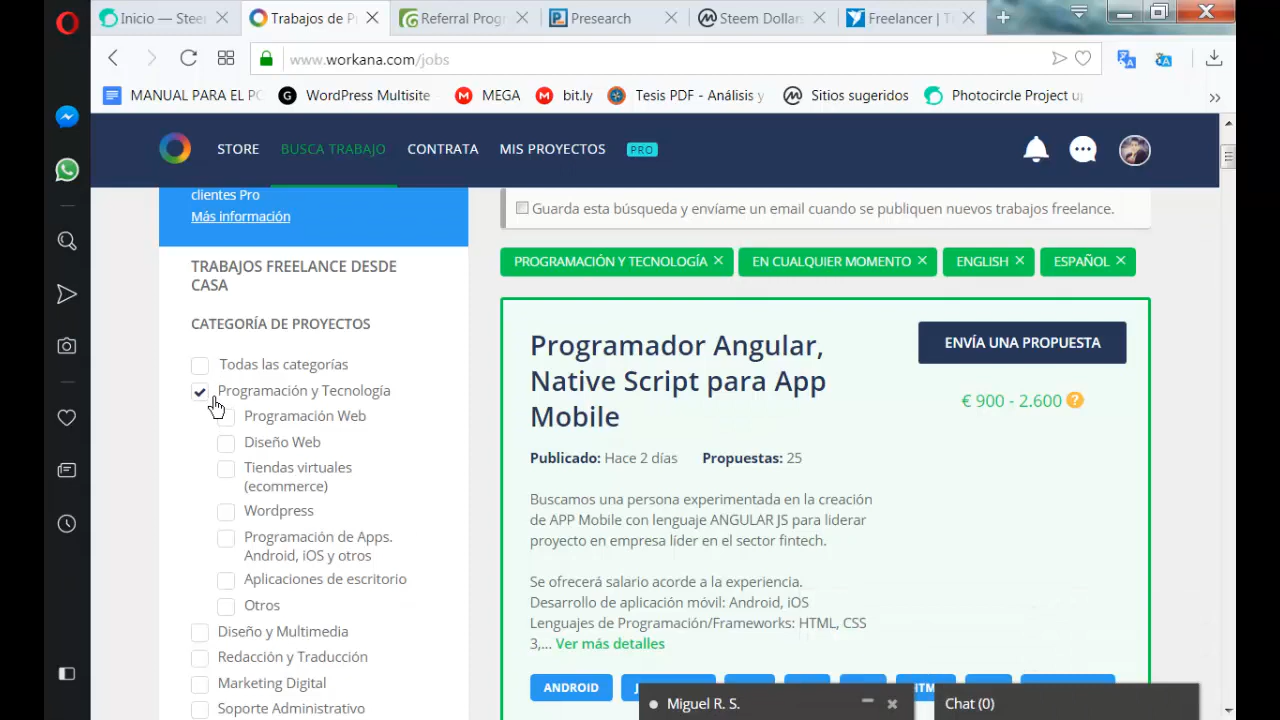 Inicio — Steem
Trabajos de P
Referral Prog
Presearch
Steem Dollar
Freelancer | T
www.workana.com/jobs
MANUAL PARA EL PC
WordPress Multisite
MEGA
bit.ly
Tesis PDF - Análisis y
Sitios sugeridos
Photocircle Project up
STORE
BUSCA TRABAJO
CONTRATA
MIS PROYECTOS
PRO
clientes Pro
Más información
Guarda esta búsqueda y envíame un email cuando se publiquen nuevos trabajos freelance.
PROGRAMACIÓN Y TECNOLOGÍA ×
EN CUALQUIER MOMENTO ×
ENGLISH ×
ESPAÑOL ×
TRABAJOS FREELANCE DESDE
CASA
CATEGORÍA DE PROYECTOS
Todas las categorías
Programación y Tecnología
Programación Web
Diseño Web
Tiendas virtuales
(ecommerce)
Wordpress
Programación de Apps.
Android, iOS y otros
Aplicaciones de escritorio
Otros
Diseño y Multimedia
Redacción y Traducción
Marketing Digital
Soporte Administrativo
Programador Angular,
Native Script para App
Mobile
ENVÍA UNA PROPUESTA
€ 900 - 2.600 ?
Publicado: Hace 2 días
Propuestas: 25
Buscamos una persona experimentada en la creación
de APP Mobile con lenguaje ANGULAR JS para liderar
proyecto en empresa líder en el sector fintech.
Se ofrecerá salario acorde a la experiencia.
Desarrollo de aplicación móvil: Android, iOS
Lenguajes de Programación/Frameworks: HTML, CSS
3,... Ver más detalles
ANDROID
Miguel R. S.
Chat (0)